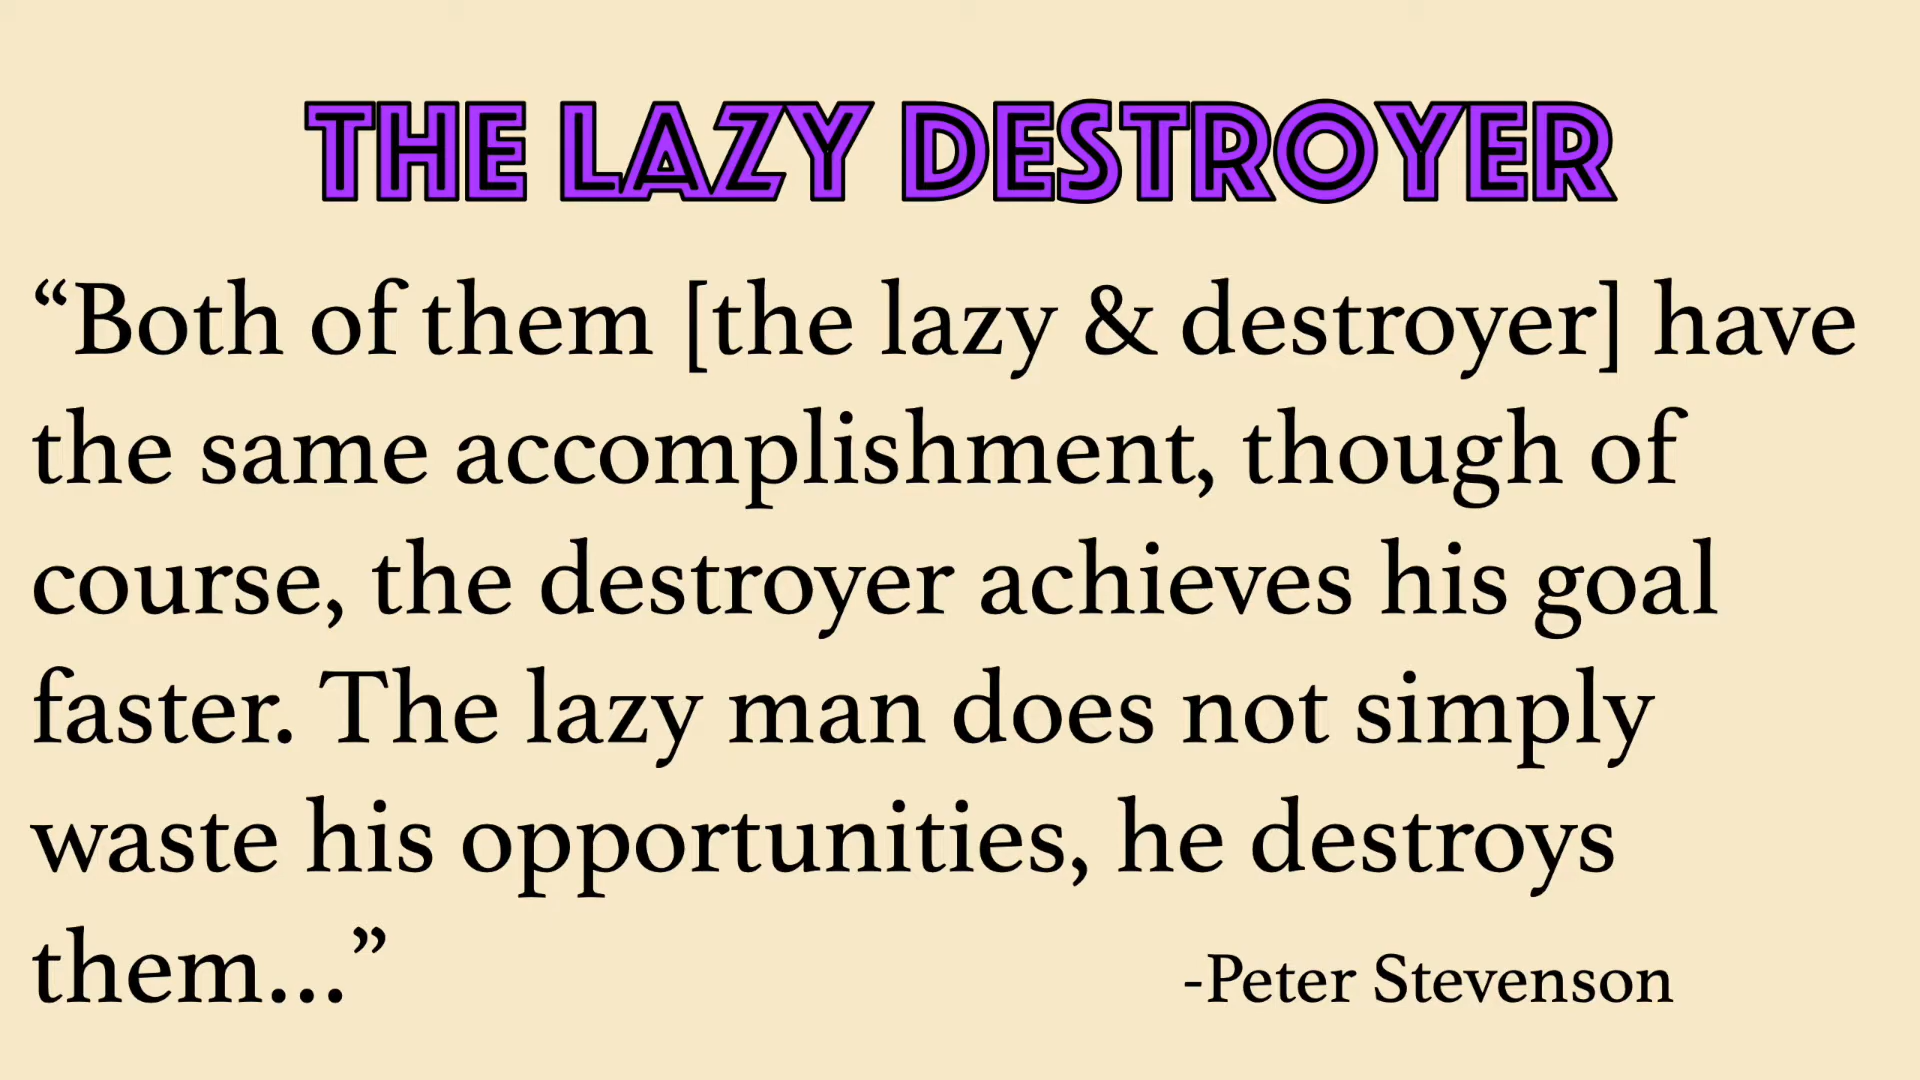 THE LAZY DESTROYER
“Both of them [the lazy & destroyer] have
the same accomplishment, though of
course, the destroyer achieves his goal
faster. The lazy man does not simply
waste his opportunities, he destroys
them...”
-Peter Stevenson